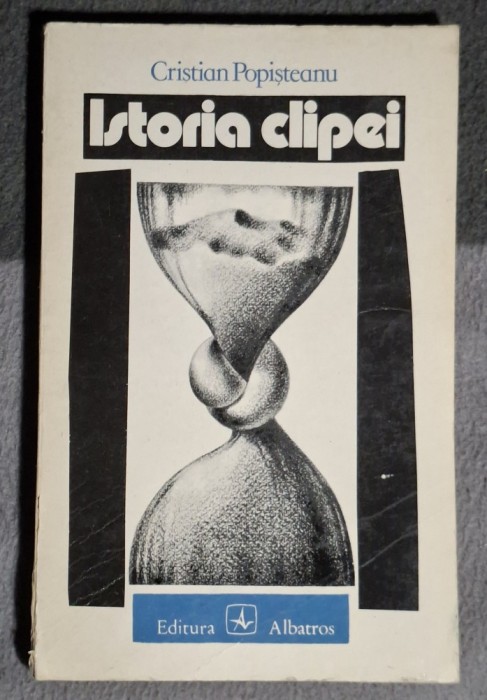 Cristian Popișteanu
Istoria clipei
Editura Albatros